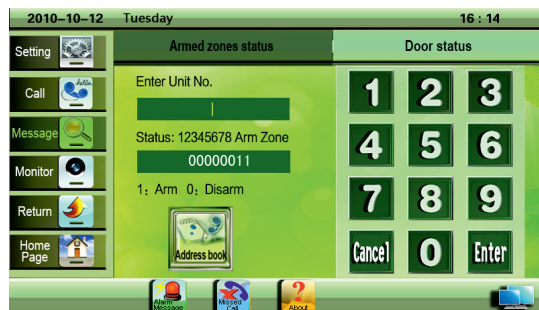 2010-10-12 Tuesday 16 : 14
Setting
Call
Message
Monitor
Return
Home
Page
Armed zones status
Door status
Enter Unit No.
Status: 12345678 Arm Zone
00000011
1: Arm 0: Disarm
Address book
1 2 3
4 5 6
7 8 9
Cancel 0 Enter
Alarm
Message
Missed
Call
About